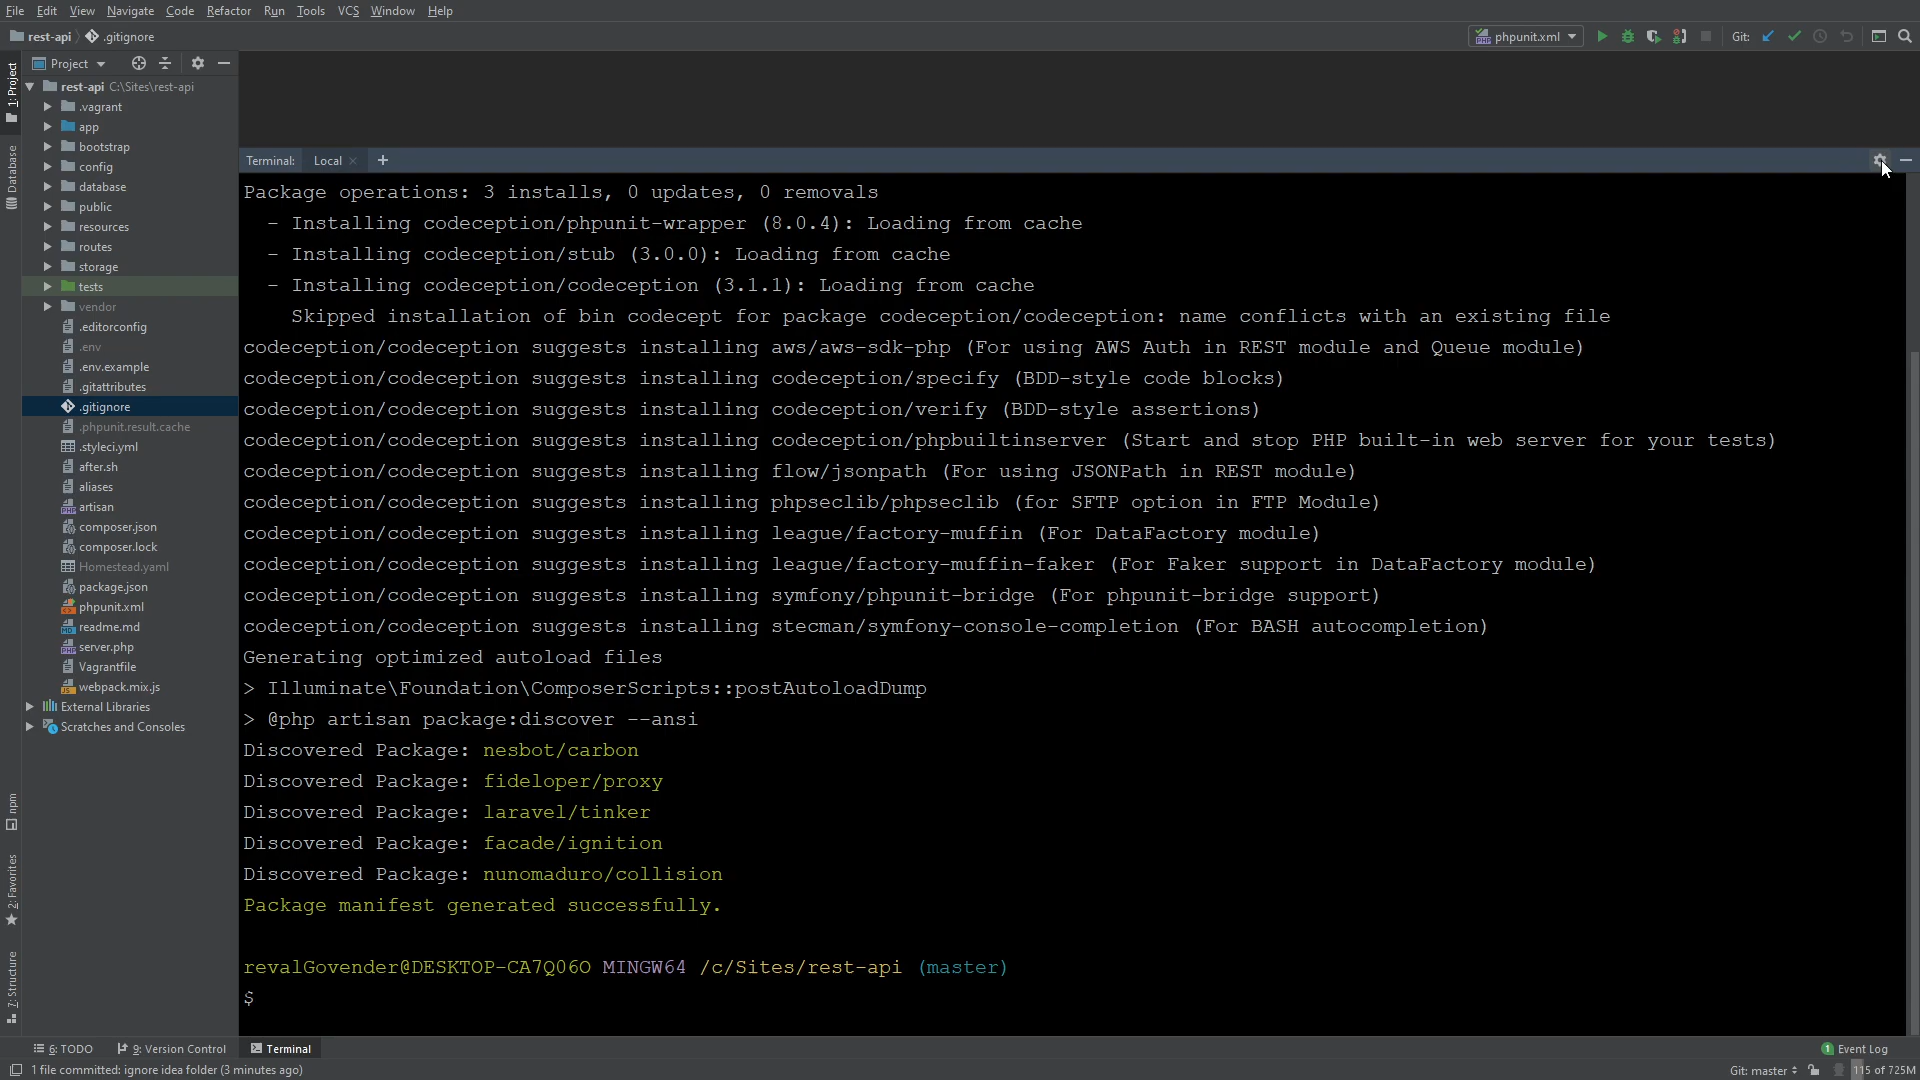 File Edit View Navigate Code Refactor Run Tools VCS Window Help
rest-api .gitignore phpunit.xml Git:
1: Project
Database
npm
2: Favorites
7: Structure
Project
rest-api C:\Sites\rest-api
.vagrant
app
bootstrap
config
database
public
resources
routes
storage
tests
vendor
.editorconfig
.env
.env.example
.gitattributes
.gitignore
.phpunit.result.cache
.styleci.yml
after.sh
aliases
artisan
composer.json
composer.lock
Homestead.yaml
package.json
phpunit.xml
readme.md
server.php
Vagrantfile
webpack.mix.js
External Libraries
Scratches and Consoles
Terminal: Local +
Package operations: 3 installs, 0 updates, 0 removals
- Installing codeception/phpunit-wrapper (8.0.4): Loading from cache
- Installing codeception/stub (3.0.0): Loading from cache
- Installing codeception/codeception (3.1.1): Loading from cache
Skipped installation of bin codecept for package codeception/codeception: name conflicts with an existing file
codeception/codeception suggests installing aws/aws-sdk-php (For using AWS Auth in REST module and Queue module)
codeception/codeception suggests installing codeception/specify (BDD-style code blocks)
codeception/codeception suggests installing codeception/verify (BDD-style assertions)
codeception/codeception suggests installing codeception/phpbuiltinserver (Start and stop PHP built-in web server for your tests)
codeception/codeception suggests installing flow/jsonpath (For using JSONPath in REST module)
codeception/codeception suggests installing phpseclib/phpseclib (for SFTP option in FTP Module)
codeception/codeception suggests installing league/factory-muffin (For DataFactory module)
codeception/codeception suggests installing league/factory-muffin-faker (For Faker support in DataFactory module)
codeception/codeception suggests installing symfony/phpunit-bridge (For phpunit-bridge support)
codeception/codeception suggests installing stecman/symfony-console-completion (For BASH autocompletion)
Generating optimized autoload files
> Illuminate\Foundation\ComposerScripts::postAutoloadDump
> @php artisan package:discover --ansi
Discovered Package: nesbot/carbon
Discovered Package: fideloper/proxy
Discovered Package: laravel/tinker
Discovered Package: facade/ignition
Discovered Package: nunomaduro/collision
Package manifest generated successfully.
revalGovender@DESKTOP-CA7Q06O MINGW64 /c/Sites/rest-api (master)
$
6: TODO 9: Version Control Terminal 1 Event Log
1 file committed: ignore idea folder (3 minutes ago) Git: master 115 of 725M